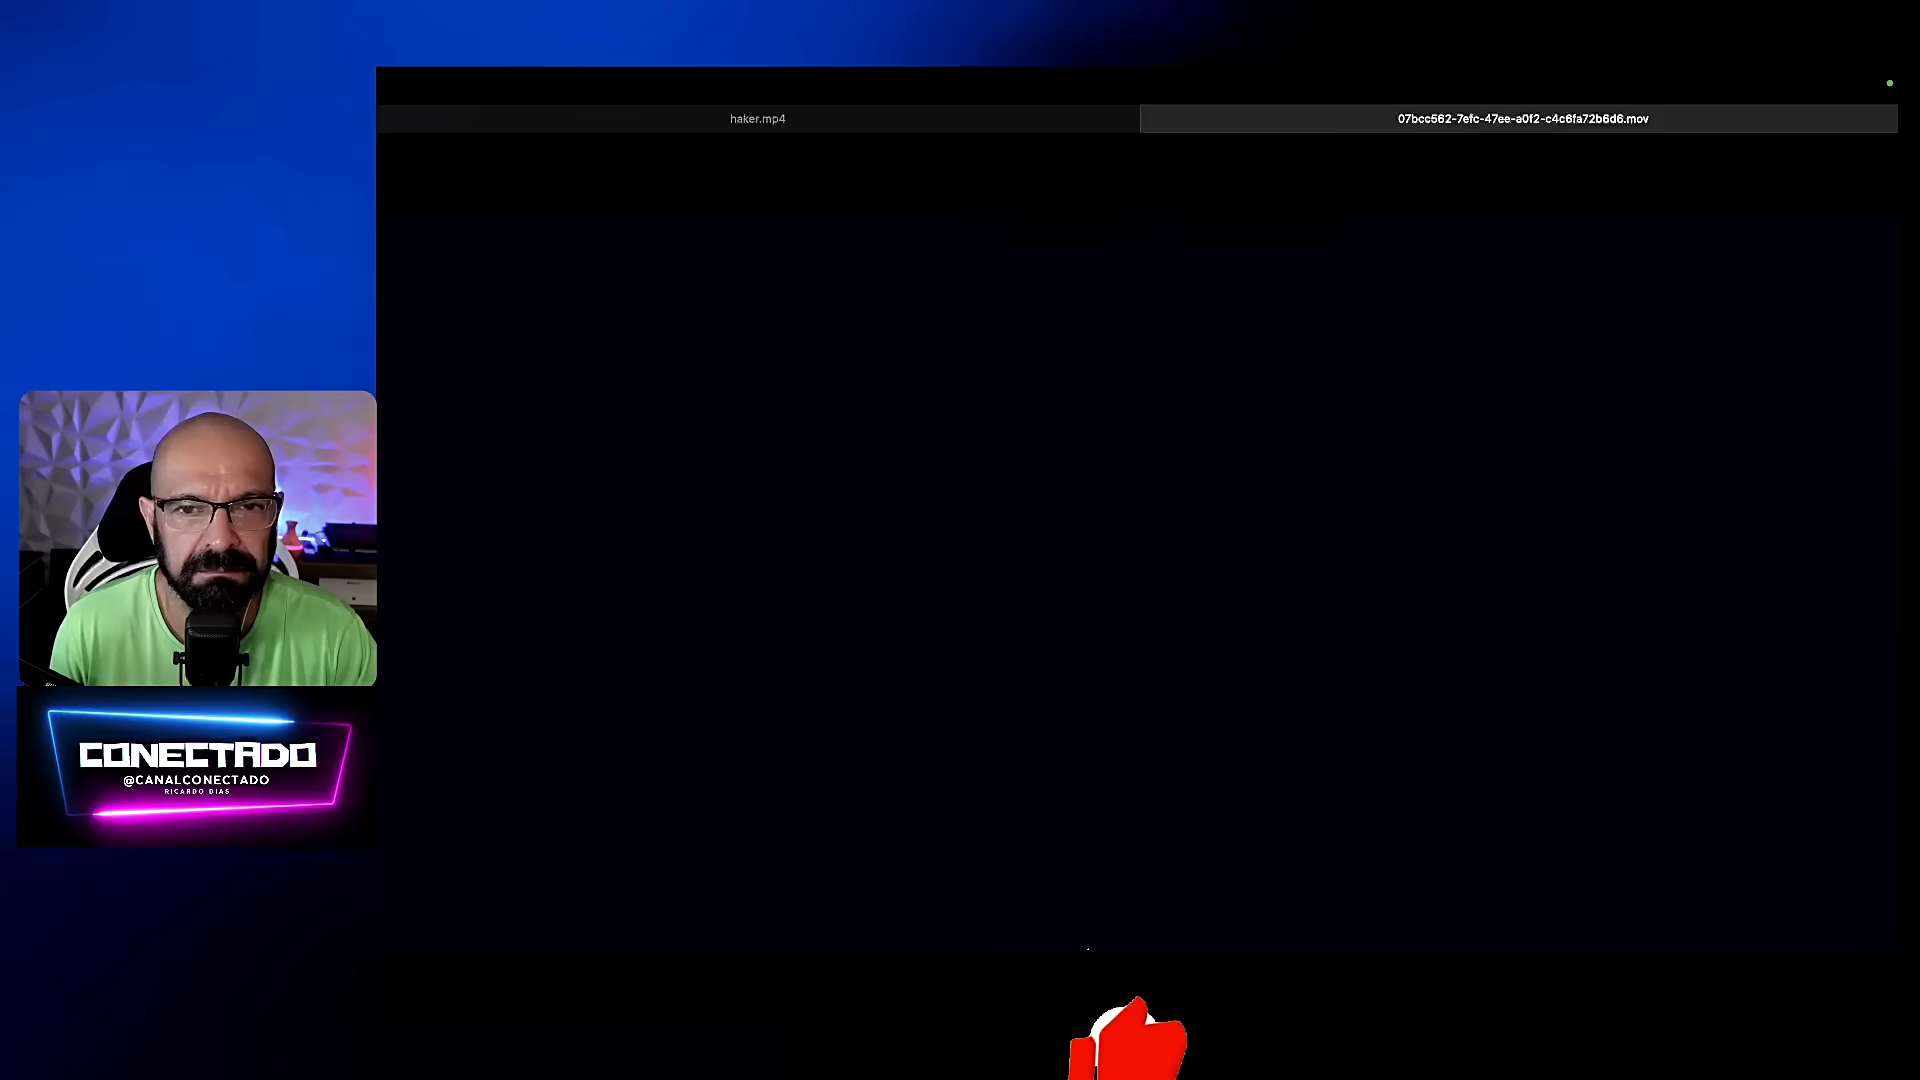 haker.mp4
07bcc562-7efc-47ee-a0f2-c4c6fa72b6d6.mov
CONECTADO
@CANALCONECTADO
RICARDO DIAS